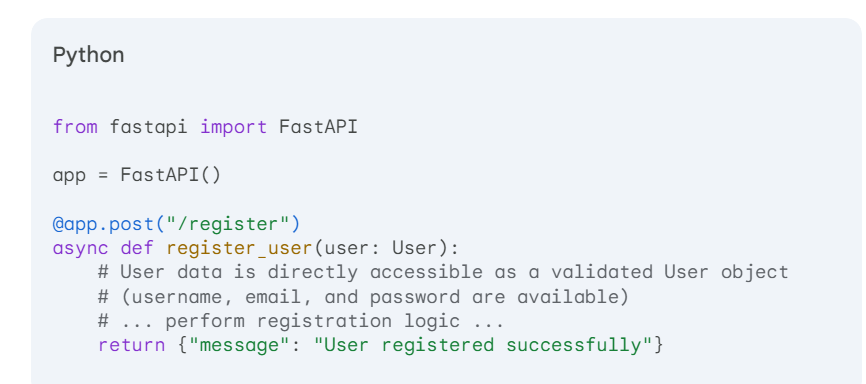 Python
from fastapi import FastAPI
app = FastAPI()
@app.post("/register")
async def register_user(user: User):
    # User data is directly accessible as a validated User object
    # (username, email, and password are available)
    # ... perform registration logic ...
    return {"message": "User registered successfully"}